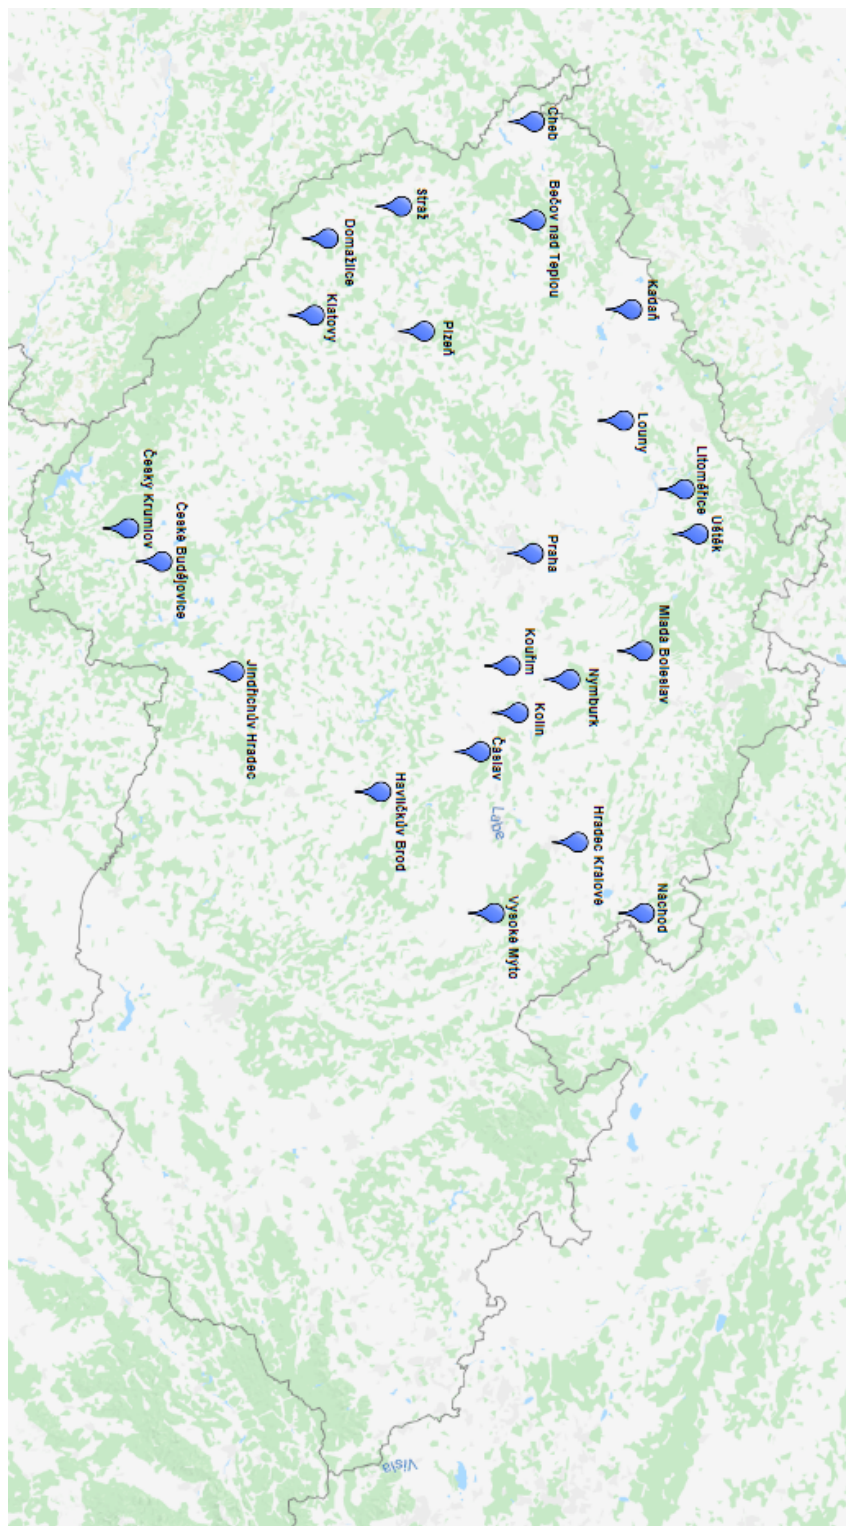 Úštěk
Litoměřice
Mladá Boleslav
Kadaň
Náchod
Louny
Hradec Králové
Nymburk
Cheb
Bečov nad Teplou
Praha
Kouřim
Kolín
Vysoké Mýto
Labe
Čáslav
Plzeň
stráž
Havlíčkův Brod
Visla
Domažlice
Klatovy
Jindřichův Hradec
České Budějovice
Český Krumlov